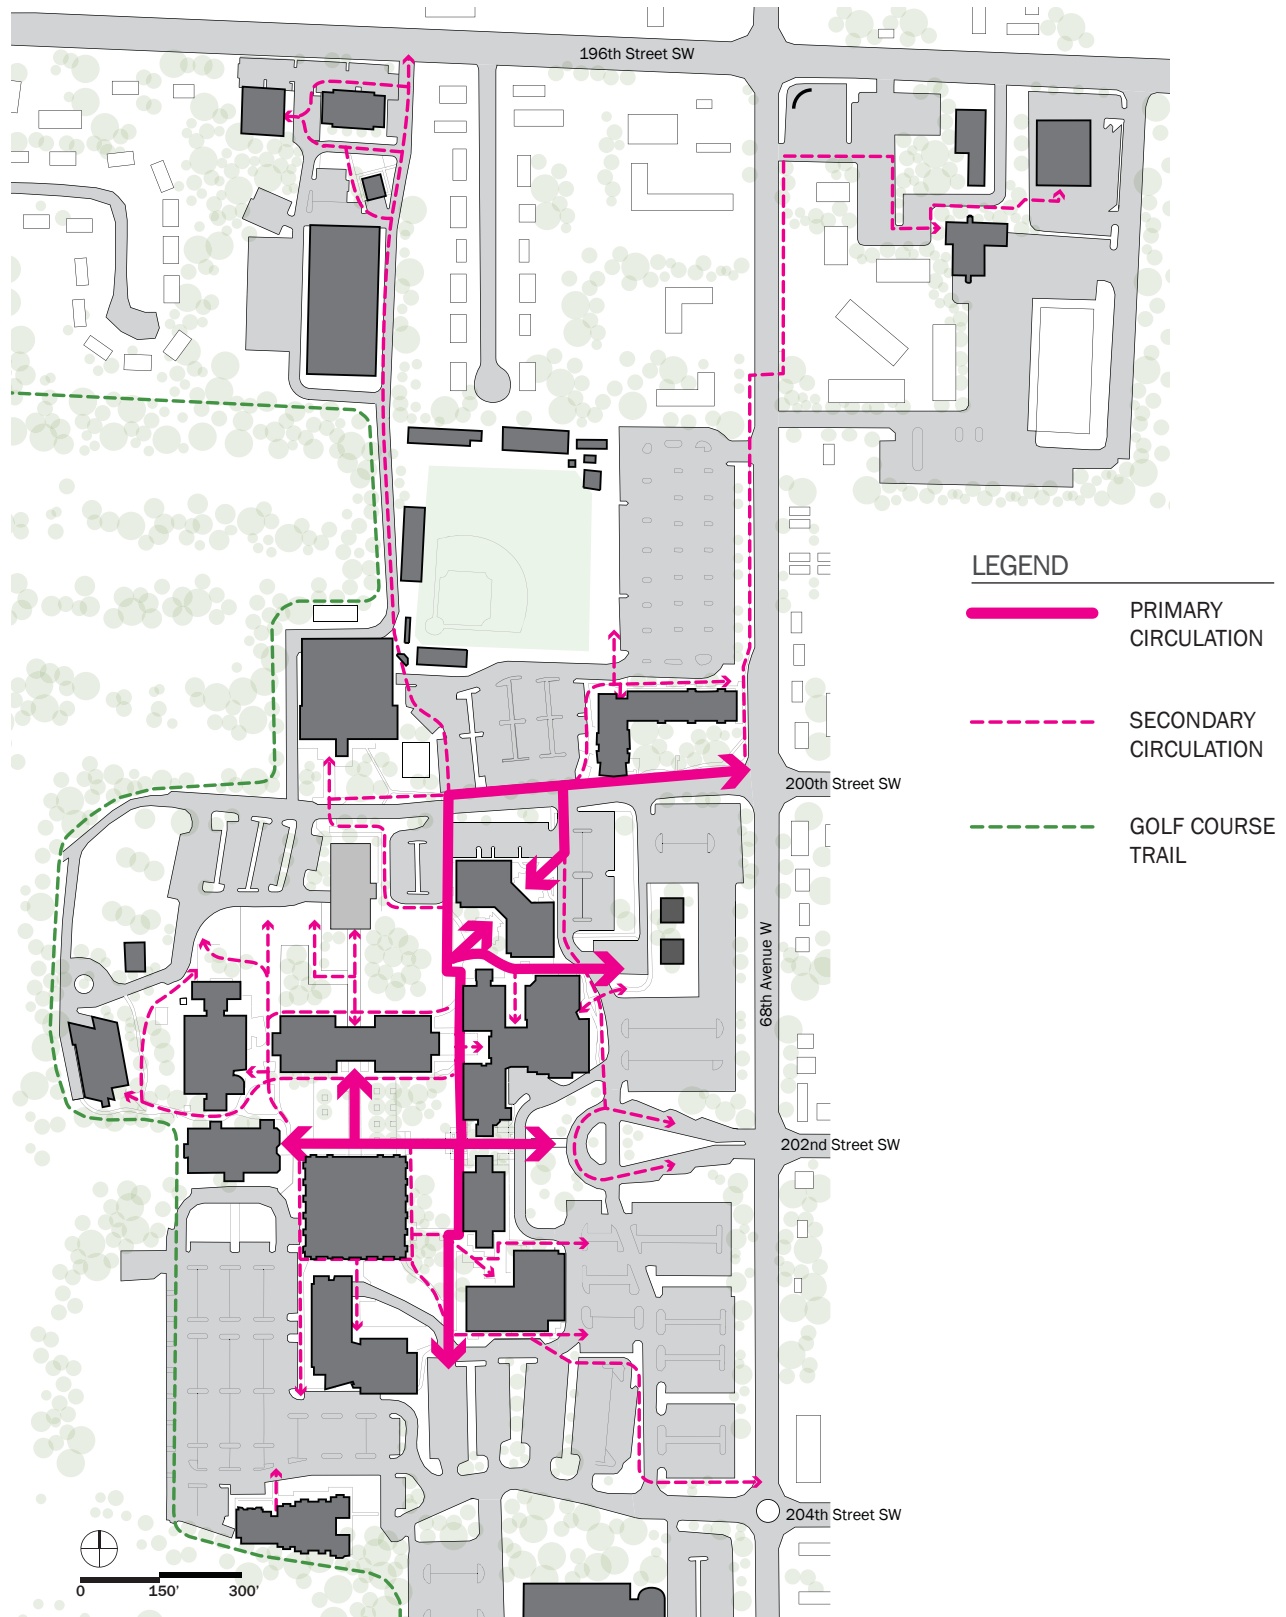 196th Street SW
LEGEND
PRIMARY
CIRCULATION
SECONDARY
CIRCULATION
GOLF COURSE
TRAIL
200th Street SW
68th Avenue W
202nd Street SW
204th Street SW
0 150' 300'